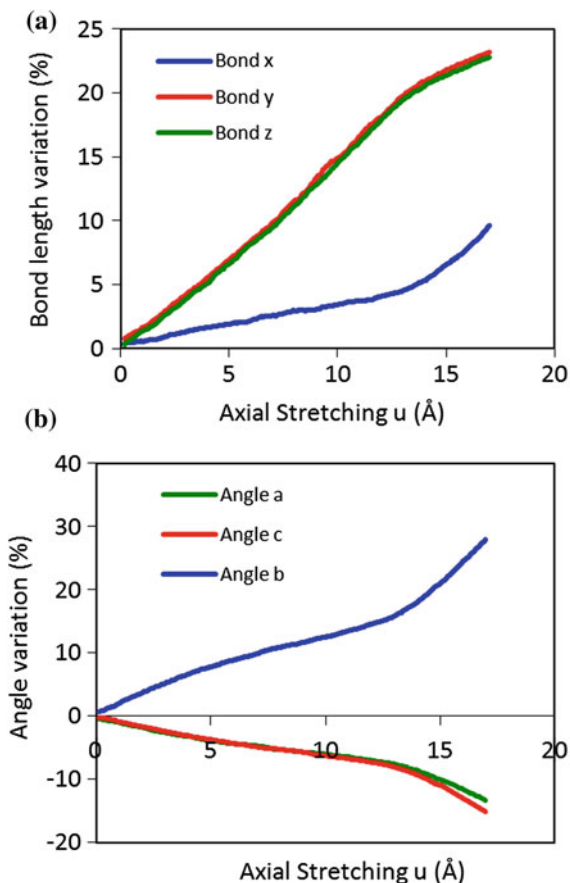 (a)
Bond length variation (%)
25
20
15
10
5
0
Bond x
Bond y
Bond z
0 5 10 15 20
Axial Stretching u (Å)
(b)
Angle variation (%)
40
30
20
10
0
-10
-20
Angle a
Angle c
Angle b
0 5 10 15 20
Axial Stretching u (Å)